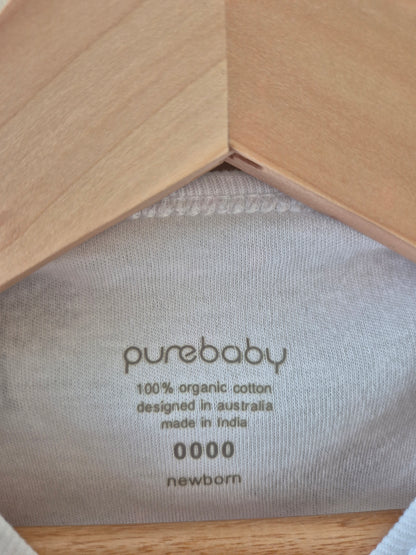 purebaby
100% organic cotton
designed in australia
made in India
0000
newborn